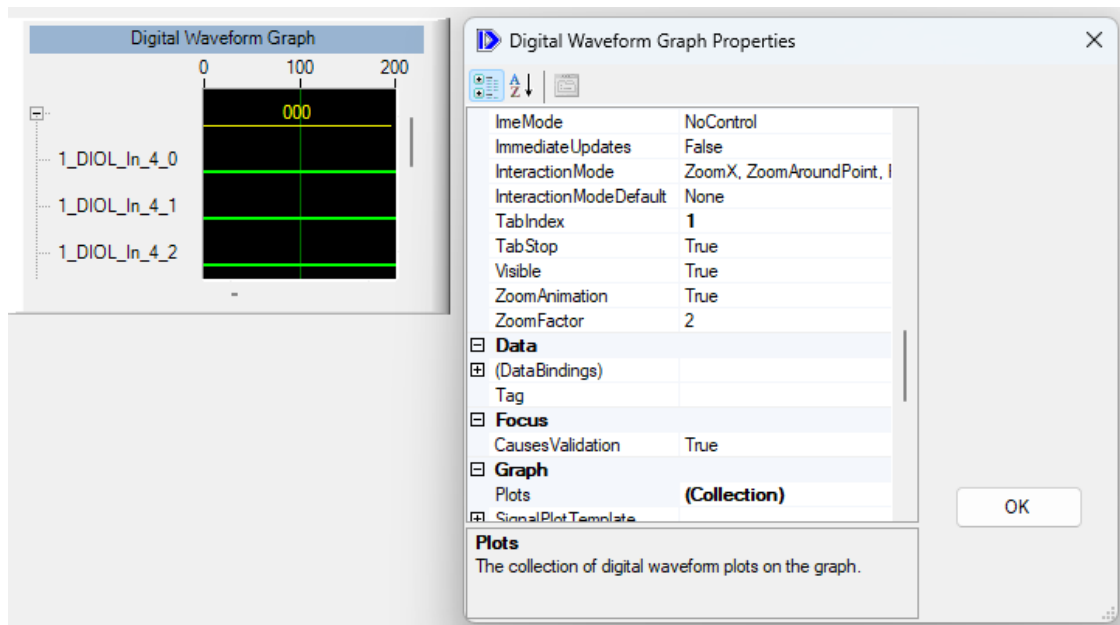 Digital Waveform Graph
0 100 200
000
1_DIOL_In_4_0
1_DIOL_In_4_1
1_DIOL_In_4_2
Digital Waveform Graph Properties
ImeMode NoControl
ImmediateUpdates False
InteractionMode ZoomX, ZoomAroundPoint,
InteractionModeDefault None
TabIndex 1
TabStop True
Visible True
ZoomAnimation True
ZoomFactor 2
Data
(DataBindings)
Tag
Focus
CausesValidation True
Graph
Plots (Collection)
SignalPlotTemplate
Plots
The collection of digital waveform plots on the graph.
OK